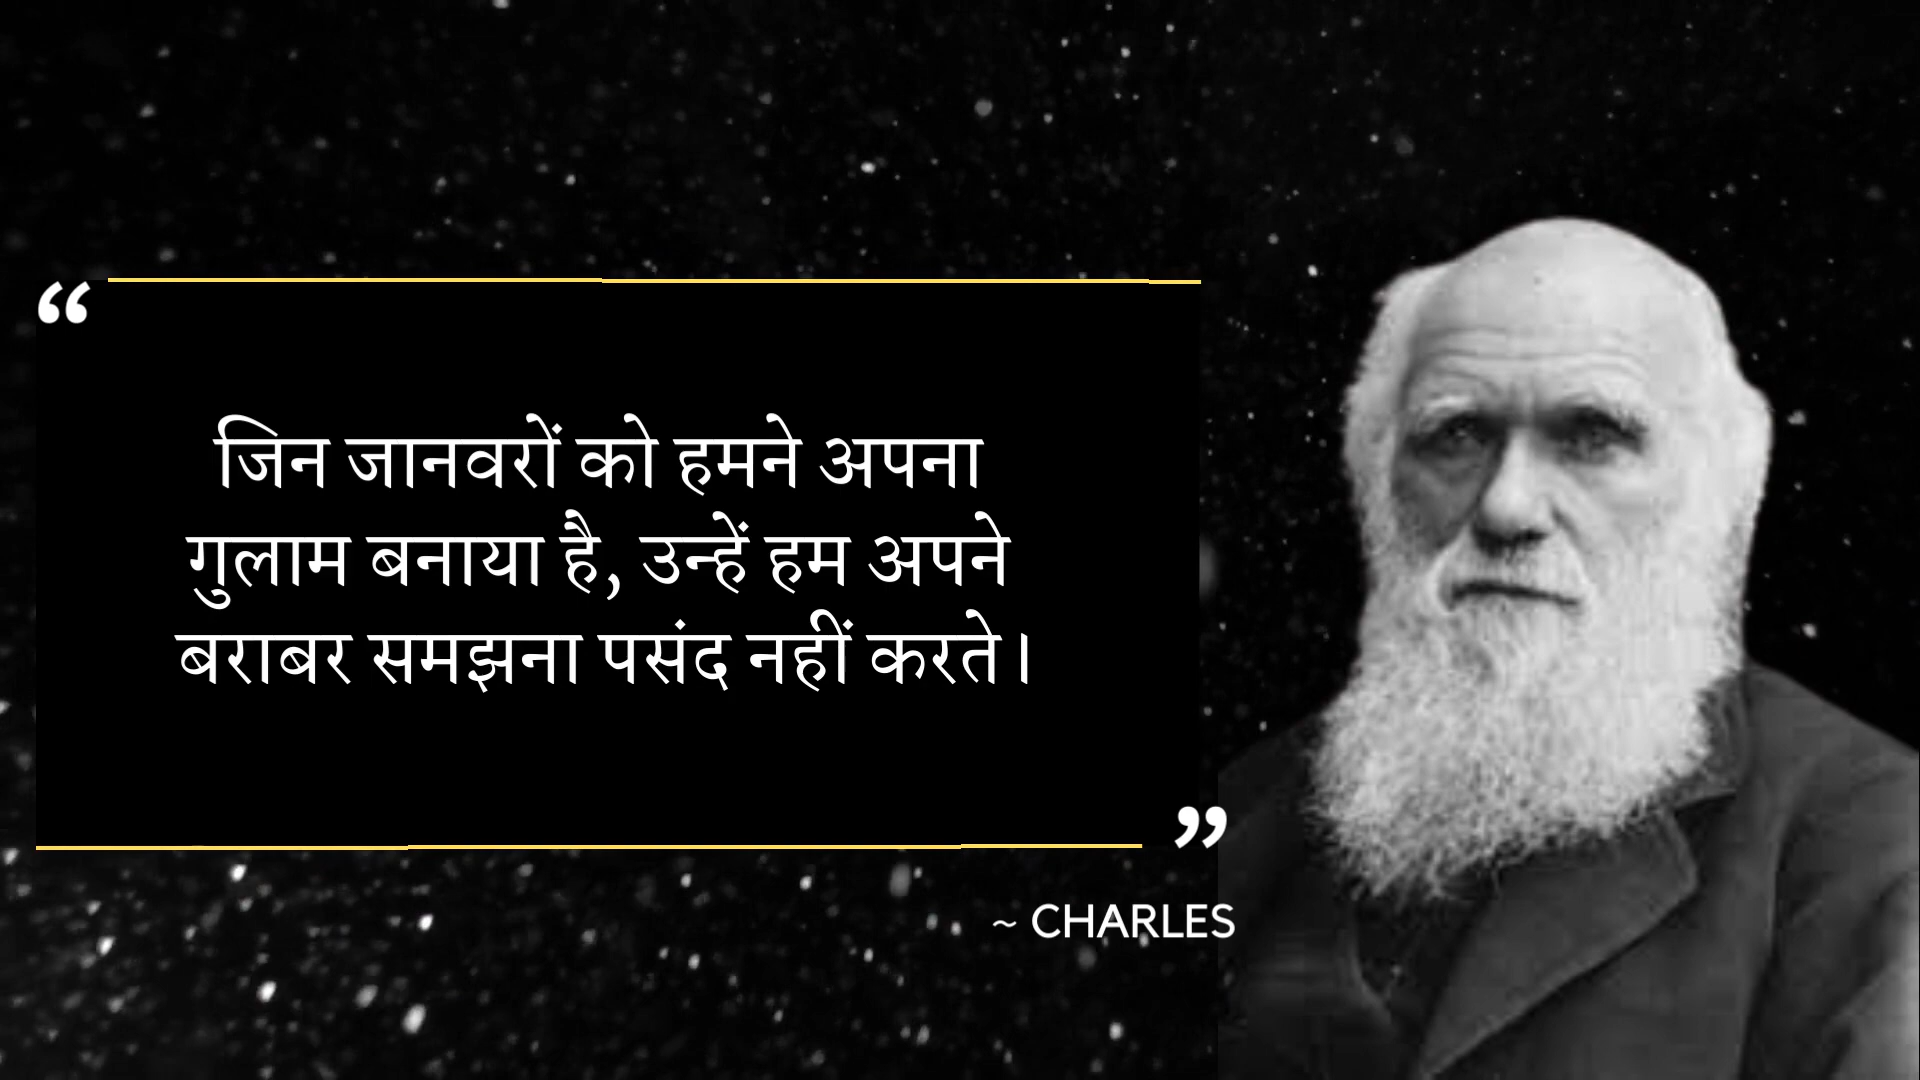 “
जिन जानवरों को हमने अपना
गुलाम बनाया है, उन्हें हम अपने
बराबर समझना पसंद नहीं करते।
”
~ CHARLES